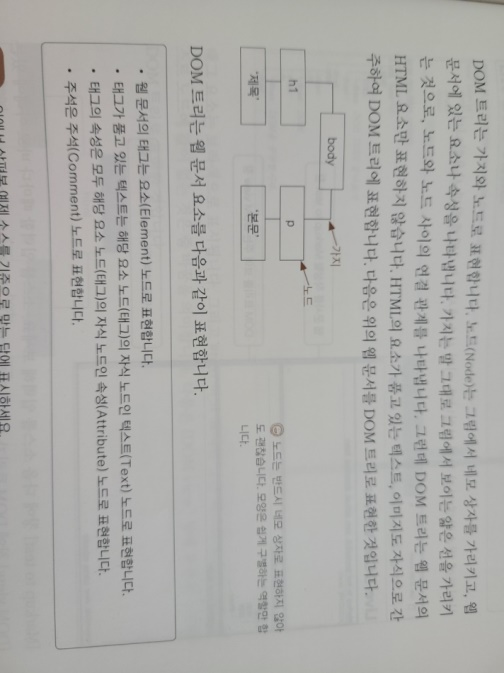 DOM 트리는 가지와 노드로 표현합니다. 노드(Node)는 그림에서 네모 상자를 가리키고, 웹
문서에 있는 요소나 속성을 나타냅니다. 가지는 말 그대로 그림에서 보이는 얇은 선을 가리키
는 것으로, 노드와 노드 사이의 연결 관계를 나타냅니다. 그런데 DOM 트리는 웹 문서의
HTML 요소만 표현하지 않습니다. HTML의 요소가 품고 있는 텍스트, 이미지도 자식으로 간
주하여 DOM 트리에 표현합니다. 다음은 위의 웹 문서를 DOM 트리로 표현한 것입니다.
가지
body
노드
h1
p
'제목'
'본문'
노드는 반드시 네모 상자로 표현하지 않아
도 괜찮습니다. 모양은 쉽게 구별하는 역할만 합
니다.
DOM 트리는 웹 문서 요소를 다음과 같이 표현합니다.
• 웹 문서의 태그는 요소(Element) 노드로 표현합니다.
• 태그가 품고 있는 텍스트는 해당 요소 노드(태그)의 자식 노드인 텍스트(Text) 노드로 표현합니다.
• 태그의 속성은 모두 해당 요소 노드(태그)의 자식 노드인 속성(Attribute) 노드로 표현합니다.
• 주석은 주석(Comment) 노드로 표현합니다.
예제 소스를 기준으로 맞는 답에 표시하세요.